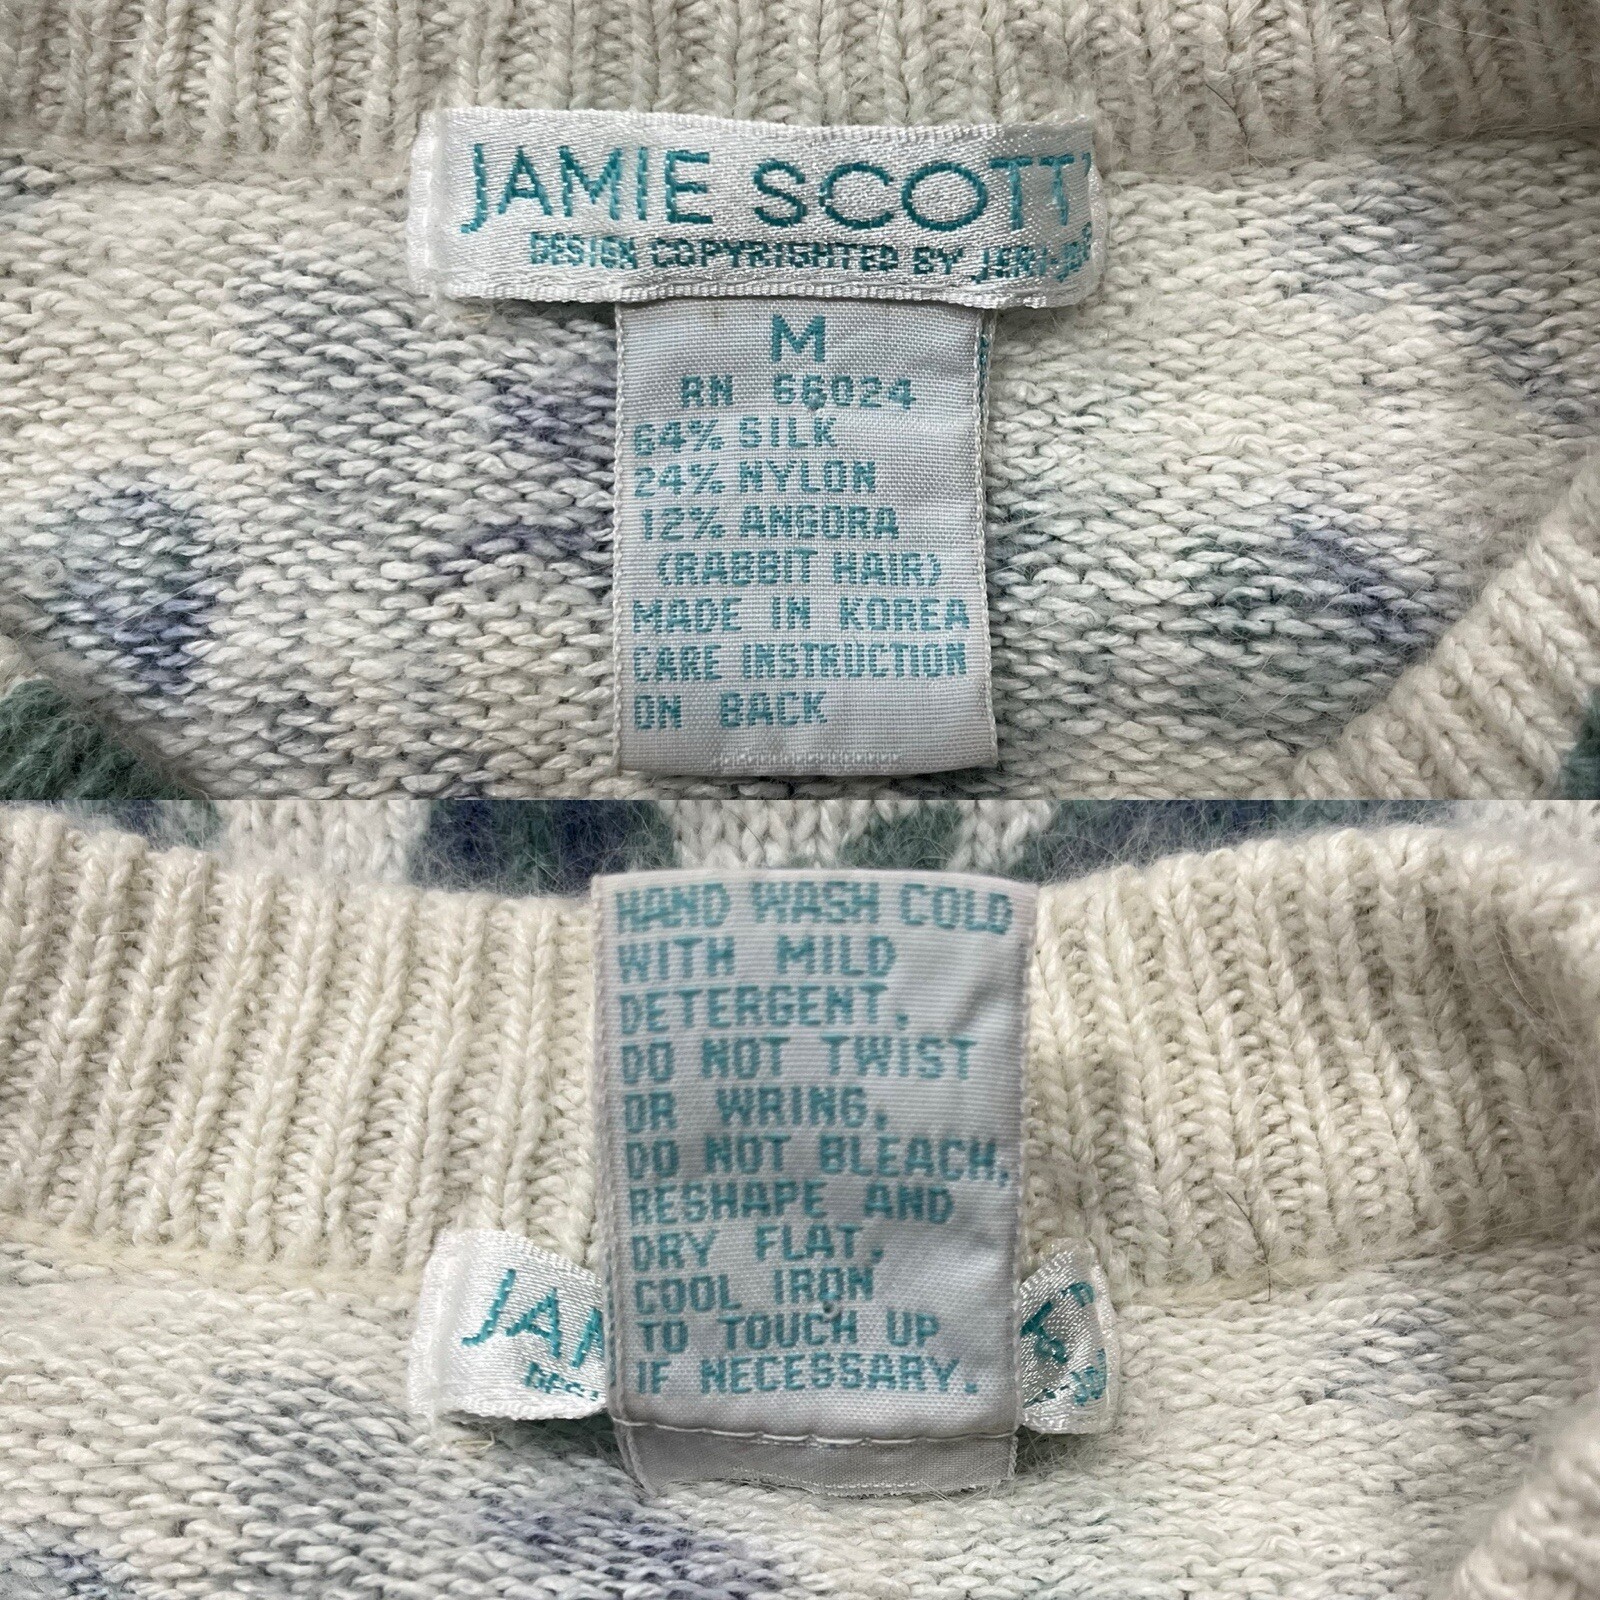 JAMIE SCOTT
DESIGN COPYRIGHTED BY
M
RN 66024
64% SILK
24% NYLON
12% ANGORA
(RABBIT HAIR)
MADE IN KOREA
CARE INSTRUCTION
ON BACK
HAND WASH COLD
WITH MILD
DETERGENT.
DO NOT TWIST
OR WRING.
DO NOT BLEACH.
RESHAPE AND
DRY FLAT.
COOL IRON
TO TOUCH UP
IF NECESSARY.
JAM
DES